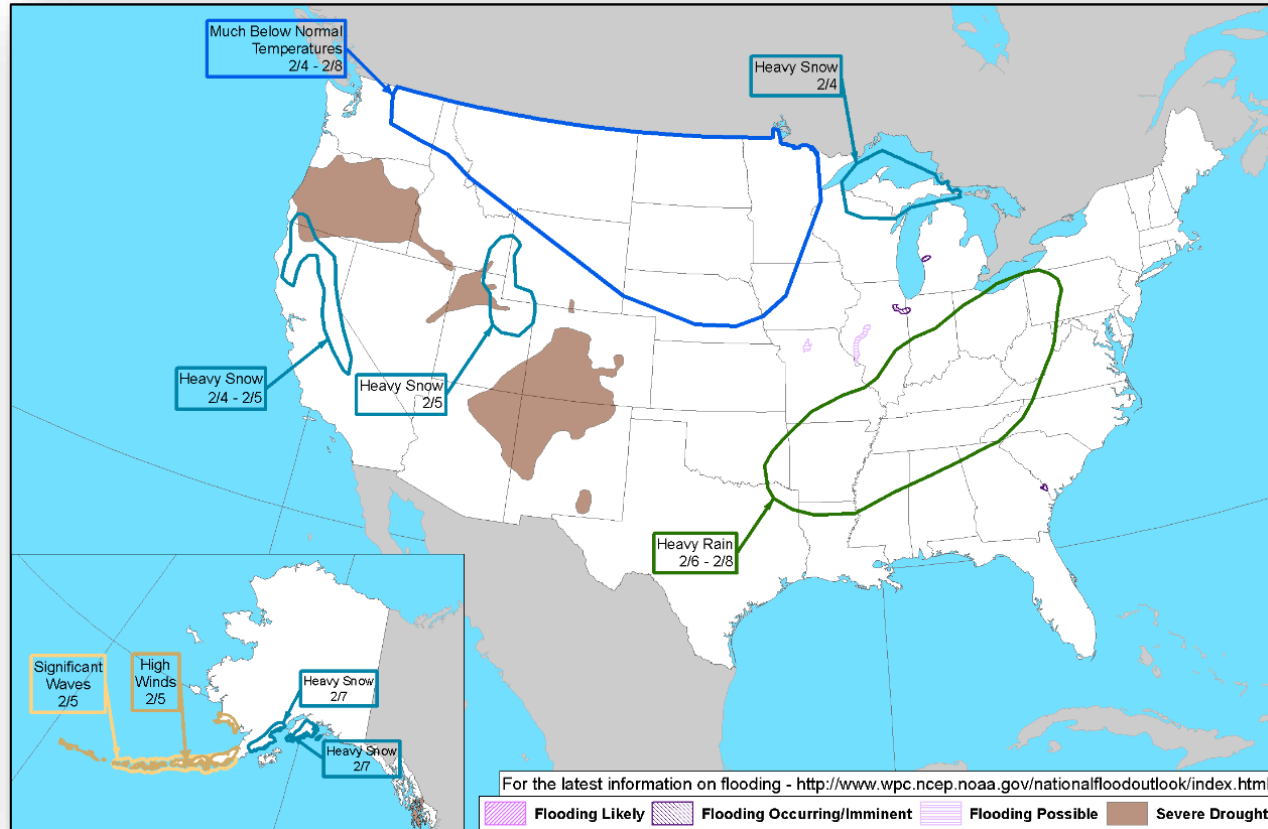 Much Below Normal
Temperatures
2/4 - 2/8
Heavy Snow
2/4
Heavy Snow
2/4 - 2/5
Heavy Snow
2/5
Heavy Rain
2/6 - 2/8
Significant
Waves
2/5
High
Winds
2/5
Heavy Snow
2/7
Heavy Snow
2/7
For the latest information on flooding - http://www.wpc.ncep.noaa.gov/nationalfloodoutlook/index.html
Flooding Likely
Flooding Occurring/Imminent
Flooding Possible
Severe Drought